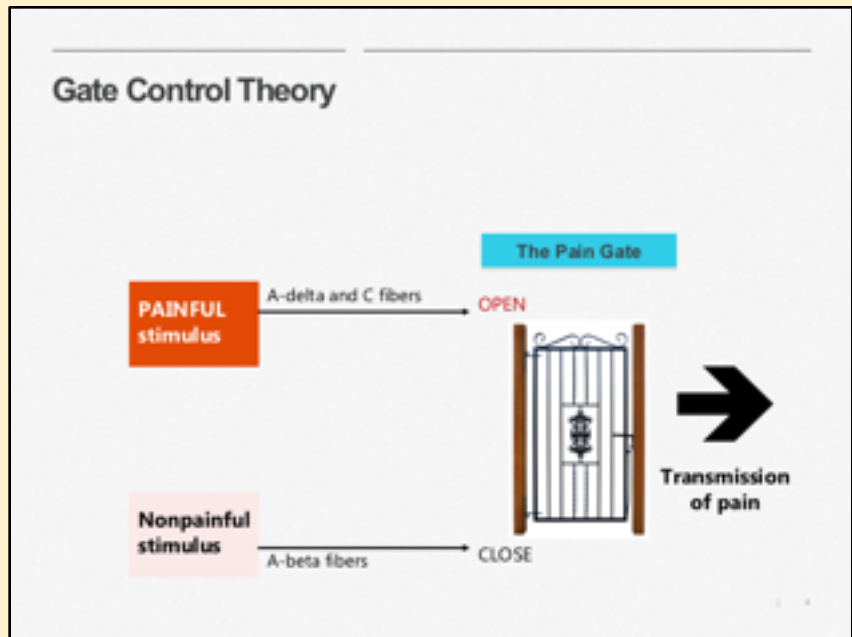 Gate Control Theory
The Pain Gate
A-delta and C fibers
OPEN
PAINFUL
stimulus
Transmission
of pain
Nonpainful
stimulus
A-beta fibers
CLOSE